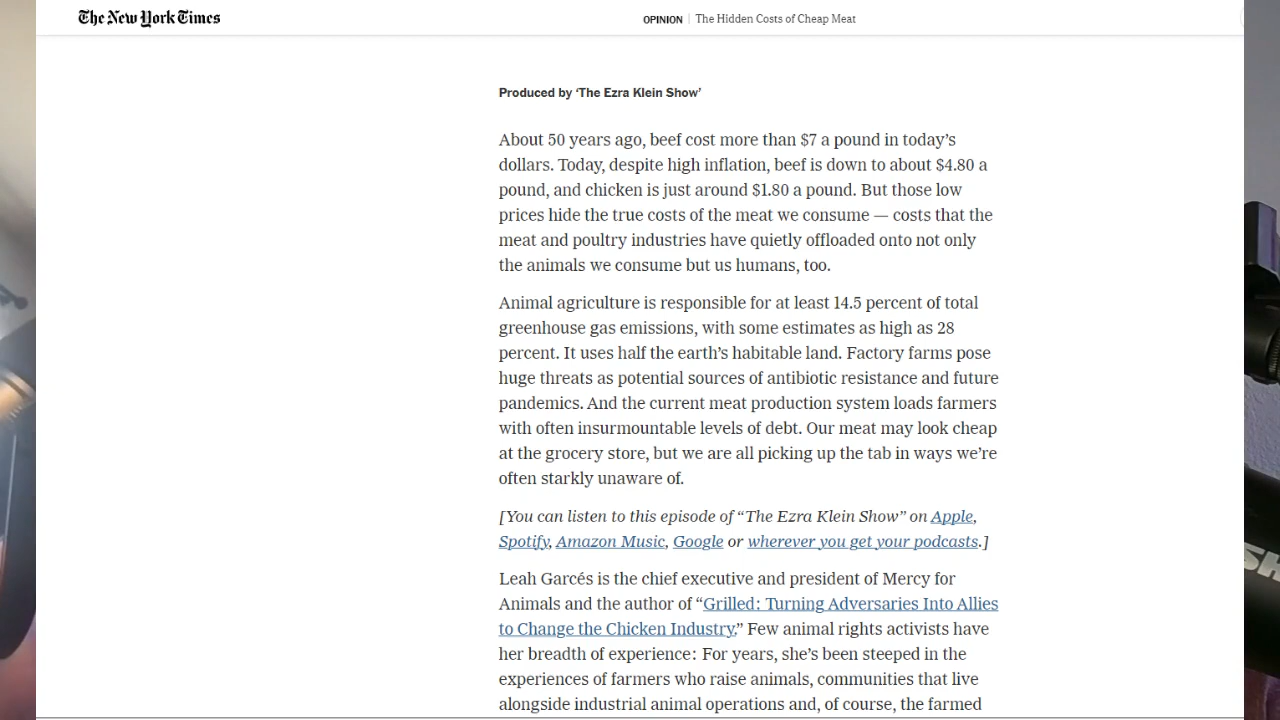 The New York Times
OPINION | The Hidden Costs of Cheap Meat
Produced by ‘The Ezra Klein Show’
About 50 years ago, beef cost more than $7 a pound in today’s
dollars. Today, despite high inflation, beef is down to about $4.80 a
pound, and chicken is just around $1.80 a pound. But those low
prices hide the true costs of the meat we consume — costs that the
meat and poultry industries have quietly offloaded onto not only
the animals we consume but us humans, too.
Animal agriculture is responsible for at least 14.5 percent of total
greenhouse gas emissions, with some estimates as high as 28
percent. It uses half the earth’s habitable land. Factory farms pose
huge threats as potential sources of antibiotic resistance and future
pandemics. And the current meat production system loads farmers
with often insurmountable levels of debt. Our meat may look cheap
at the grocery store, but we are all picking up the tab in ways we’re
often starkly unaware of.
[You can listen to this episode of “The Ezra Klein Show” on Apple,
Spotify, Amazon Music, Google or wherever you get your podcasts.]
Leah Garcés is the chief executive and president of Mercy for
Animals and the author of “Grilled: Turning Adversaries Into Allies
to Change the Chicken Industry.” Few animal rights activists have
her breadth of experience: For years, she’s been steeped in the
experiences of farmers who raise animals, communities that live
alongside industrial animal operations and, of course, the farmed
SH